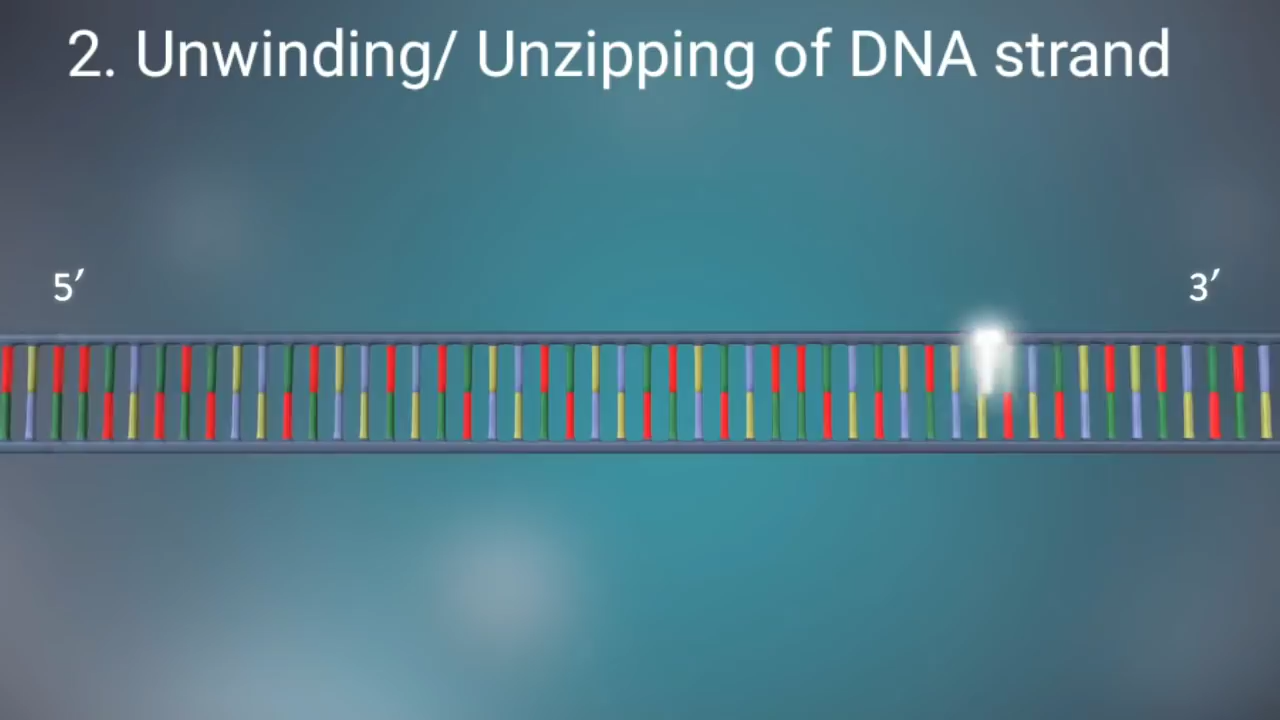 2. Unwinding/ Unzipping of DNA strand
5′ 3′